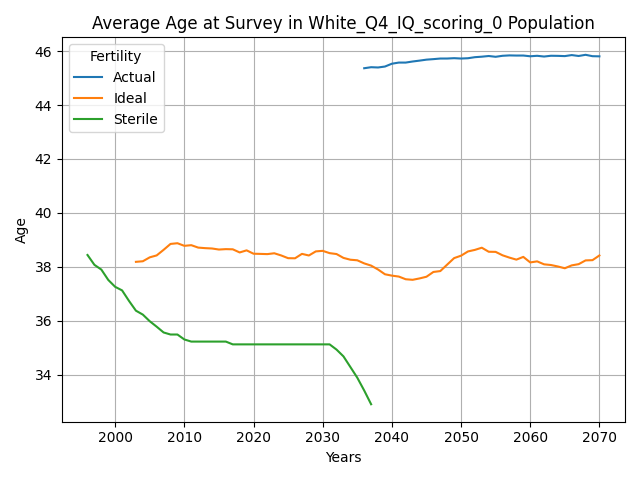 Average Age at Survey in White_Q4_IQ_scoring_0 Population
Fertility
Actual
Ideal
Sterile
Age
46
44
42
40
38
36
34
2000
2010
2020
2030
2040
2050
2060
2070
Years